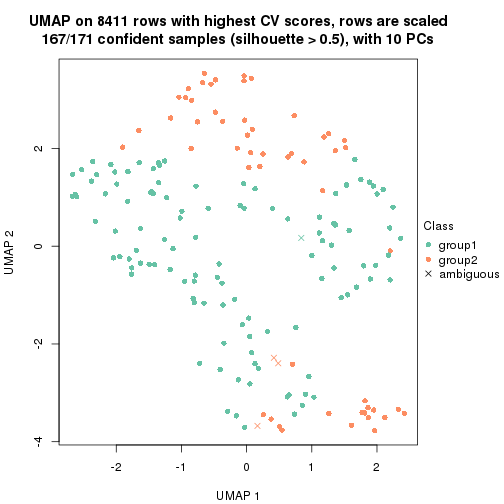 UMAP on 8411 rows with highest CV scores, rows are scaled
167/171 confident samples (silhouette > 0.5), with 10 PCs
Class
group1
group2
ambiguous
UMAP 2
2
0
-2
-4
-2
-1
0
1
2
UMAP 1